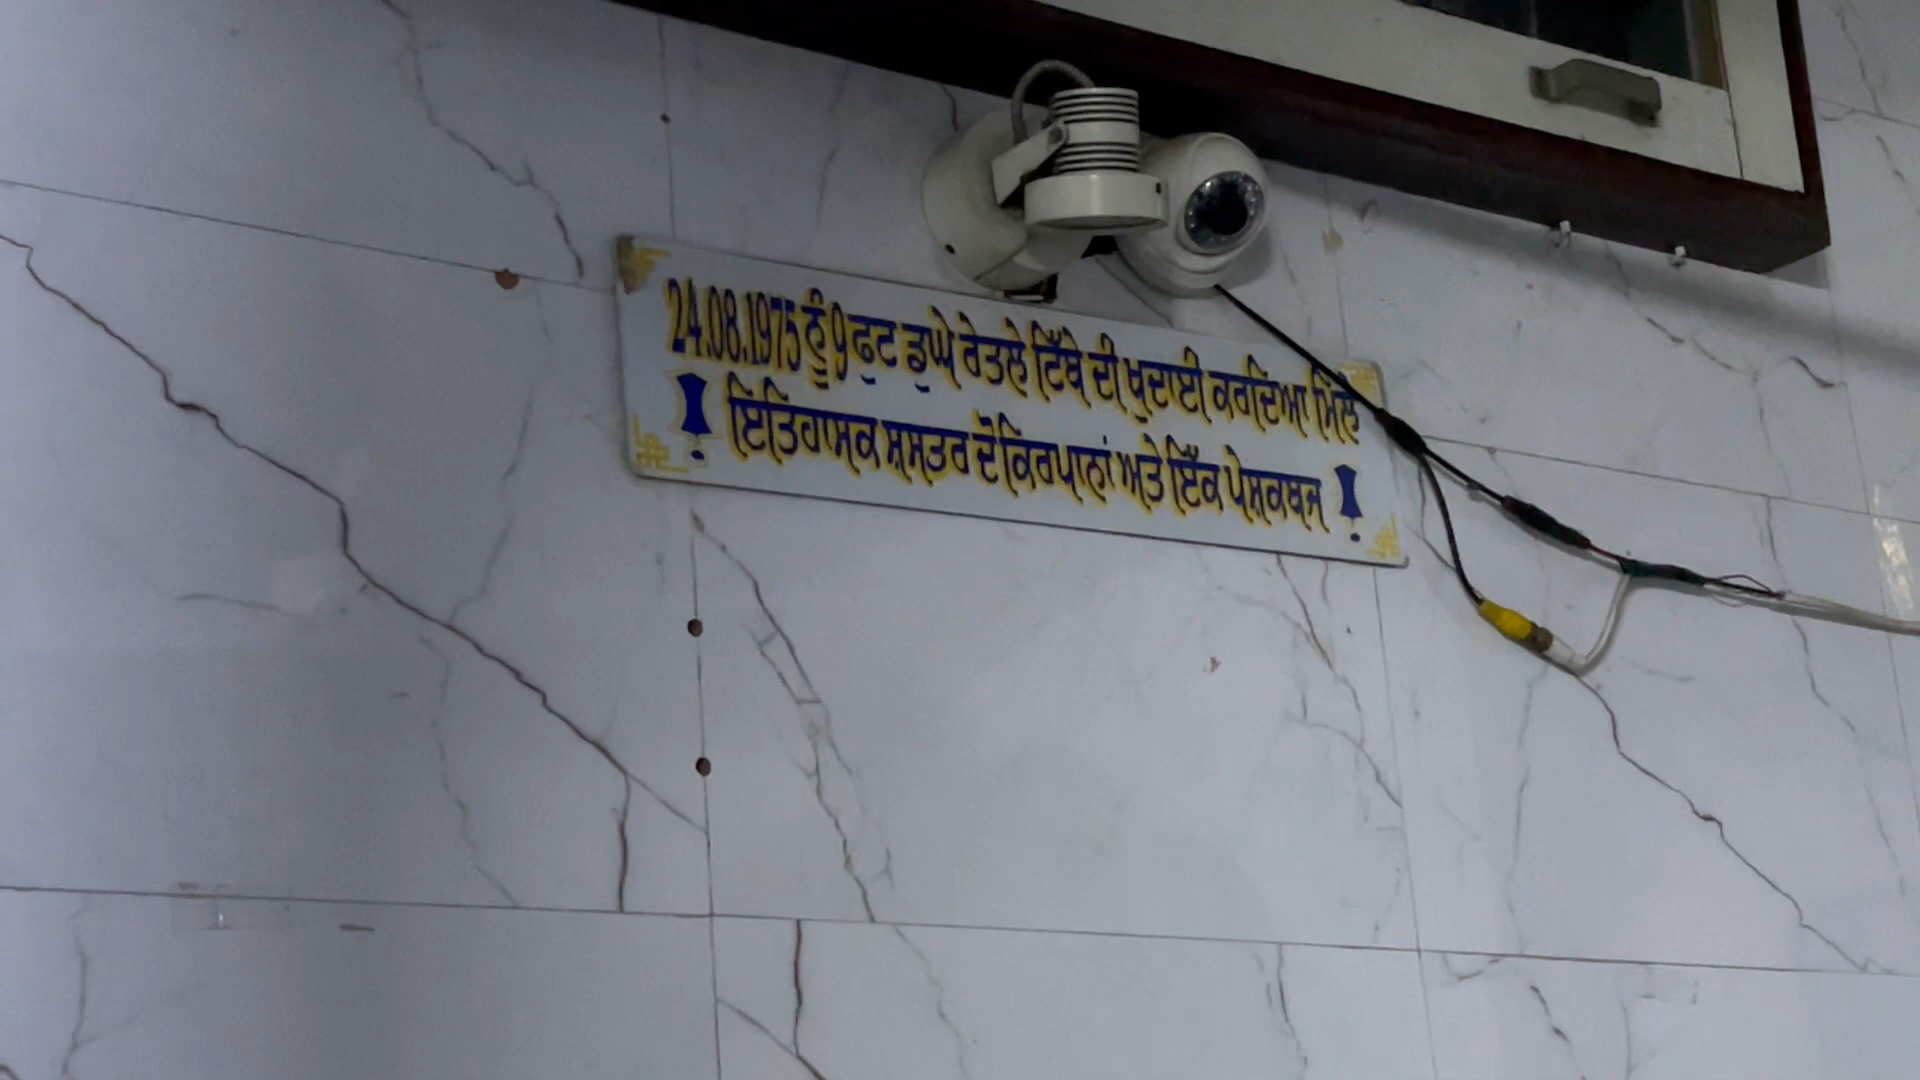 24.08.1975 ਨੂੰ 9 ਫੁਟ ਡੁਘੇ ਰੇਤਲੇ ਟਿੱਬੇ ਦੀ ਖੁਦਾਈ ਕਰਦਿਆ ਮਿਲੇ
ਇਤਿਹਾਸਕ ਸ਼ਸਤਰ ਦੋ ਕਿਰਪਾਨਾਂ ਅਤੇ ਇੱਕ ਪੇਸ਼ਕਬਜ